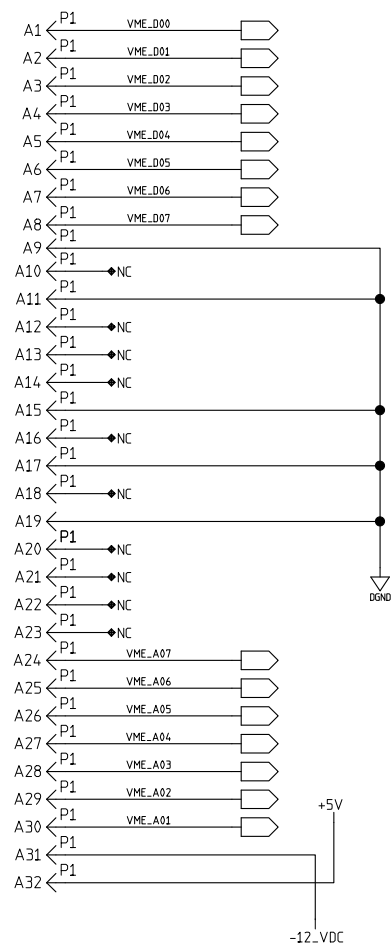 A1 P1 VME_D00
A2 P1 VME_D01
A3 P1 VME_D02
A4 P1 VME_D03
A5 P1 VME_D04
A6 P1 VME_D05
A7 P1 VME_D06
A8 P1 VME_D07
A9 P1
A10 P1 NC
A11 P1
A12 P1 NC
A13 P1 NC
A14 P1 NC
A15 P1
A16 P1 NC
A17 P1
A18 P1 NC
A19
A20 P1 NC
A21 P1 NC
A22 P1 NC
DGND
A23 P1 NC
A24 P1 VME_A07
A25 P1 VME_A06
A26 P1 VME_A05
A27 P1 VME_A04
A28 P1 VME_A03
A29 P1 VME_A02
+5V
A30 P1 VME_A01
A31 P1
A32 P1
-12_VDC